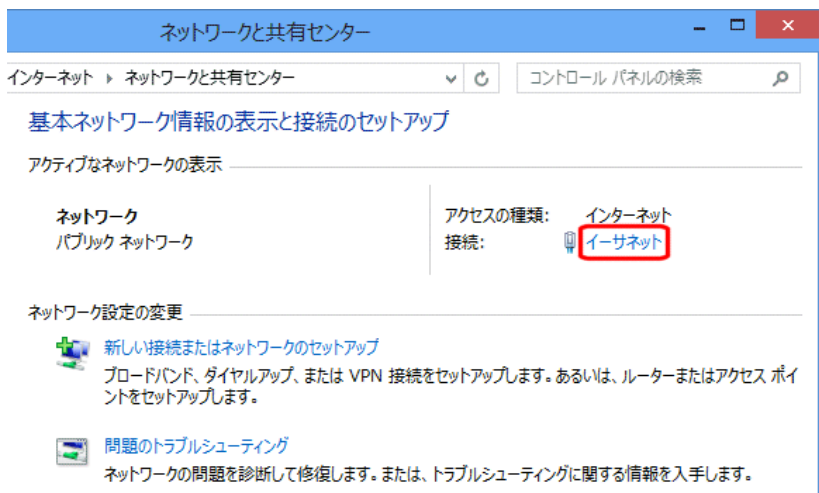 ネットワークと共有センター
インターネット ▸ ネットワークと共有センター
コントロール パネルの検索
基本ネットワーク情報の表示と接続のセットアップ
アクティブなネットワークの表示
ネットワーク
パブリック ネットワーク
アクセスの種類: インターネット
接続: イーサネット
ネットワーク設定の変更
新しい接続またはネットワークのセットアップ
ブロードバンド、ダイヤルアップ、または VPN 接続をセットアップします。あるいは、ルーターまたはアクセス ポイ
ントをセットアップします。
問題のトラブルシューティング
ネットワークの問題を診断して修復します。または、トラブルシューティングに関する情報を入手します。